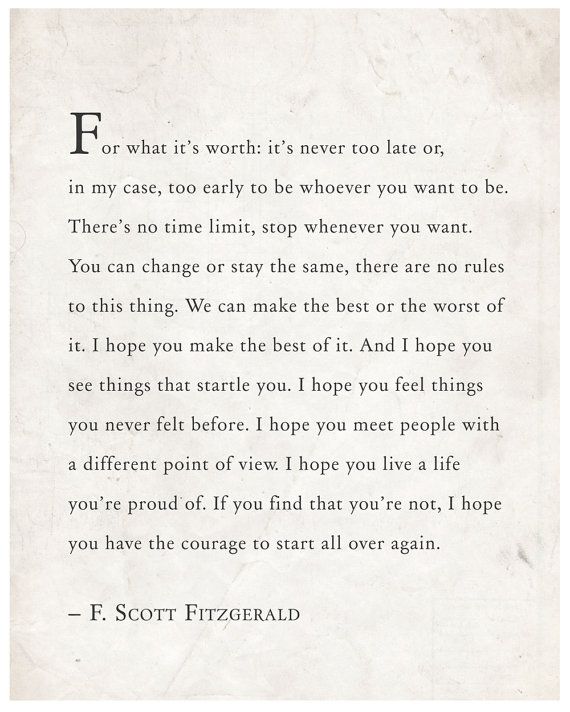 For what it's worth: it's never too late or,
in my case, too early to be whoever you want to be.
There's no time limit, stop whenever you want.
You can change or stay the same, there are no rules
to this thing. We can make the best or the worst of
it. I hope you make the best of it. And I hope you
see things that startle you. I hope you feel things
you never felt before. I hope you meet people with
a different point of view. I hope you live a life
you're proud of. If you find that you're not, I hope
you have the courage to start all over again.
– F. Scott Fitzgerald